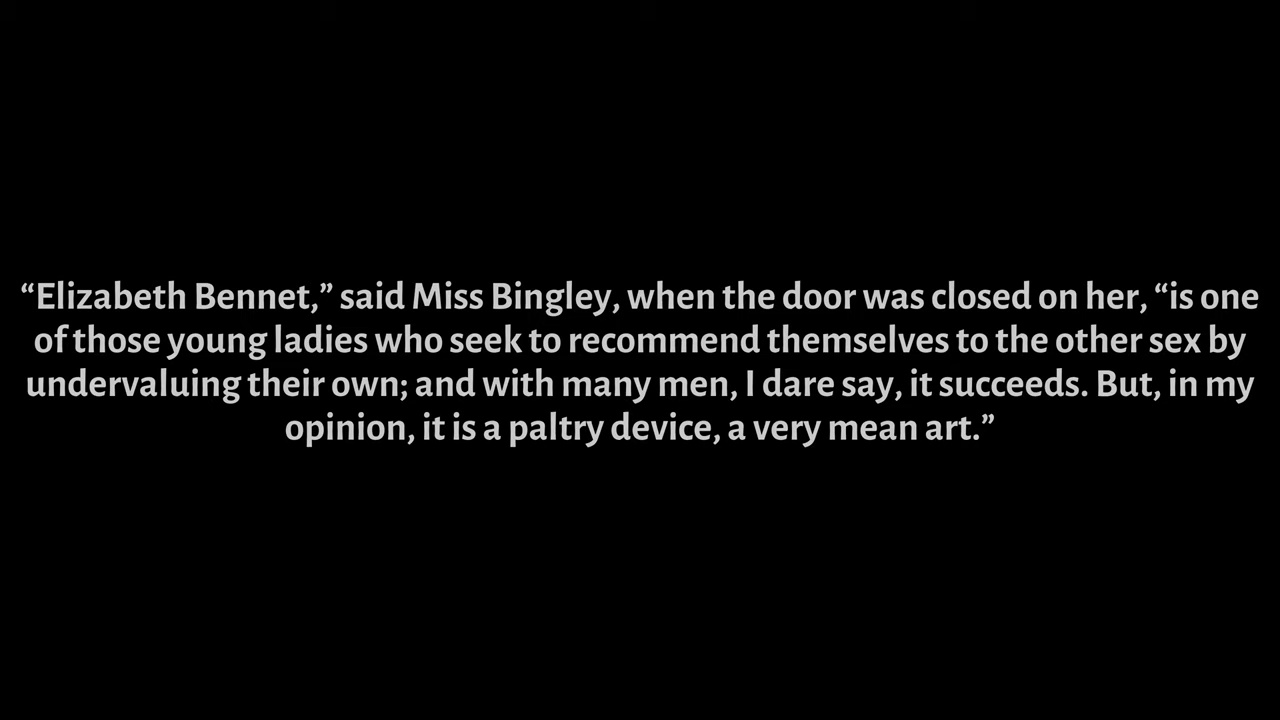 “Elizabeth Bennet,” said Miss Bingley, when the door was closed on her, “is one
of those young ladies who seek to recommend themselves to the other sex by
undervaluing their own; and with many men, I dare say, it succeeds. But, in my
opinion, it is a paltry device, a very mean art.”